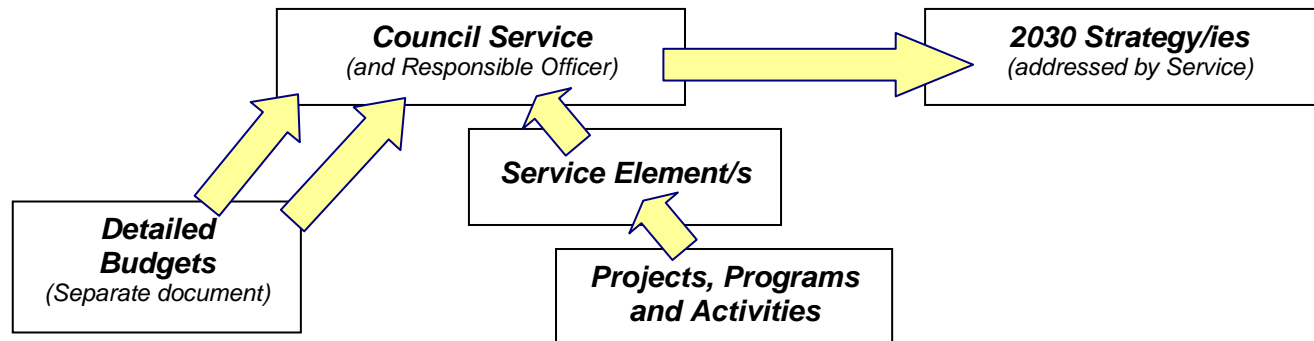 Council Service
(and Responsible Officer)
2030 Strategy/ies
(addressed by Service)
Service Element/s
Detailed
Budgets
(Separate document)
Projects, Programs
and Activities